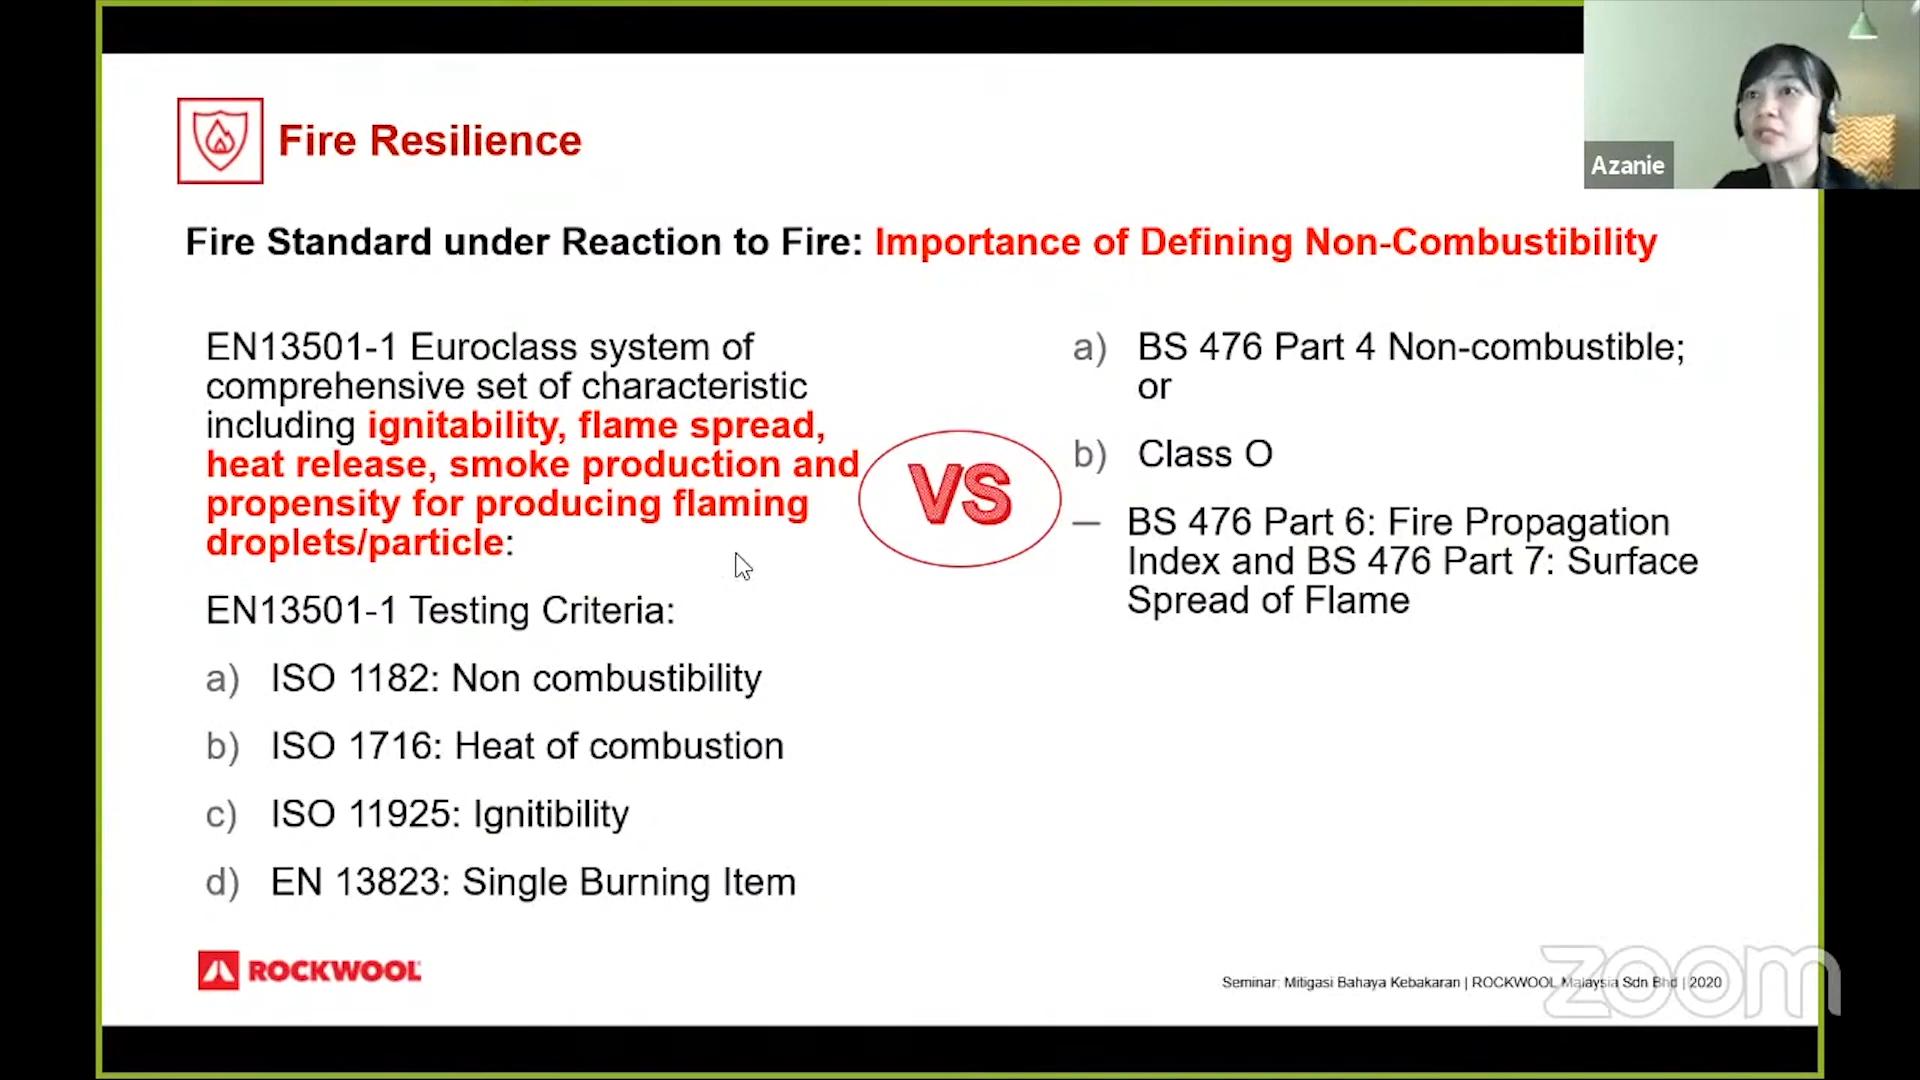 Azanie
Fire Resilience
Fire Standard under Reaction to Fire: Importance of Defining Non-Combustibility
EN13501-1 Euroclass system of
comprehensive set of characteristic
including ignitability, flame spread,
heat release, smoke production and
propensity for producing flaming
droplets/particle:
EN13501-1 Testing Criteria:
a) ISO 1182: Non combustibility
b) ISO 1716: Heat of combustion
c) ISO 11925: Ignitibility
d) EN 13823: Single Burning Item
VS
a) BS 476 Part 4 Non-combustible;
or
b) Class O
— BS 476 Part 6: Fire Propagation
Index and BS 476 Part 7: Surface
Spread of Flame
ROCKWOOL
Seminar: Mitigasi Bahaya Kebakaran | ROCKWOOL Malaysia Sdn Bhd | 2020
zoom